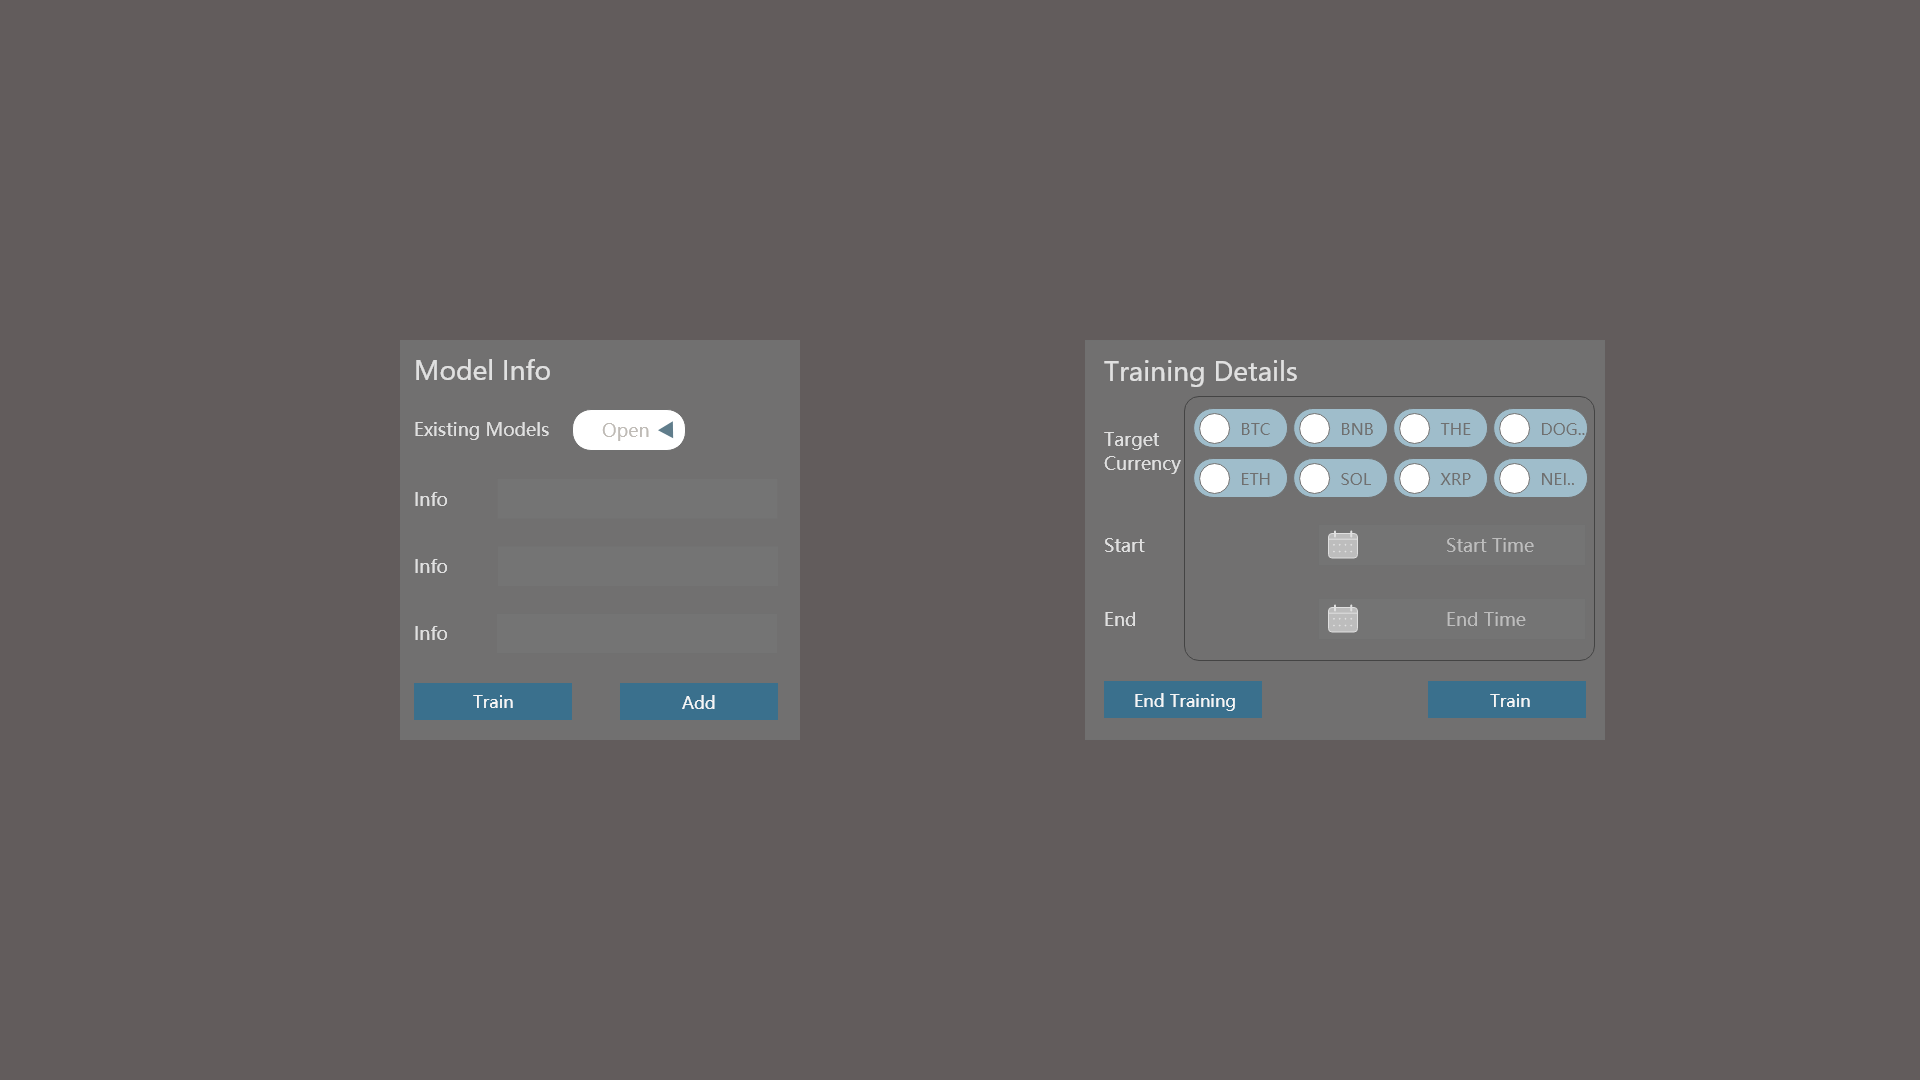 Model Info
Existing Models
Open
Info
Info
Info
Train
Add
Training Details
Target
Currency
BTC
BNB
THE
DOG..
ETH
SOL
XRP
NEI..
Start
Start Time
End
End Time
End Training
Train